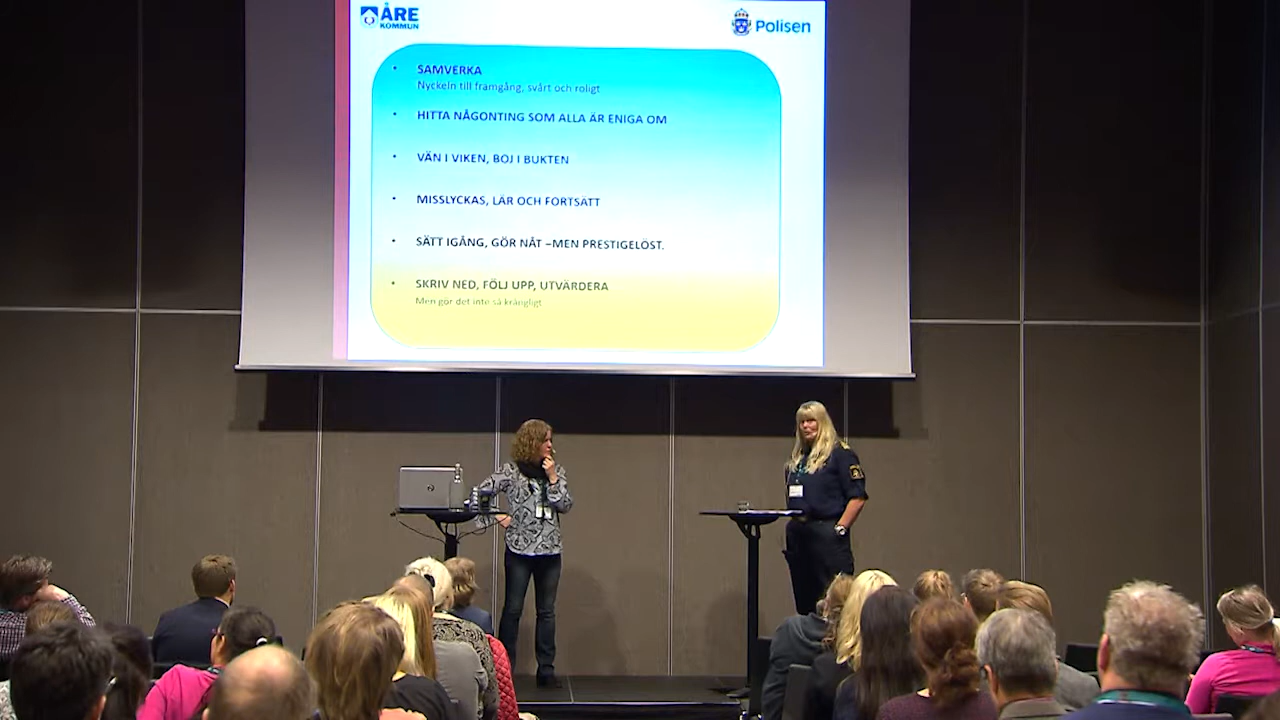 ÅRE
KOMMUN
Polisen
• SAMVERKA
Nyckeln till framgång, svårt och roligt
• HITTA NÅGONTING SOM ALLA ÄR ENIGA OM
• VÄN I VIKEN, BOJ I BUKTEN
• MISSLYCKAS, LÄR OCH FORTSÄTT
• SÄTT IGÅNG, GÖR NÅT –MEN PRESTIGELÖST.
• SKRIV NED, FÖLJ UPP, UTVÄRDERA
Men gör det inte så krångligt